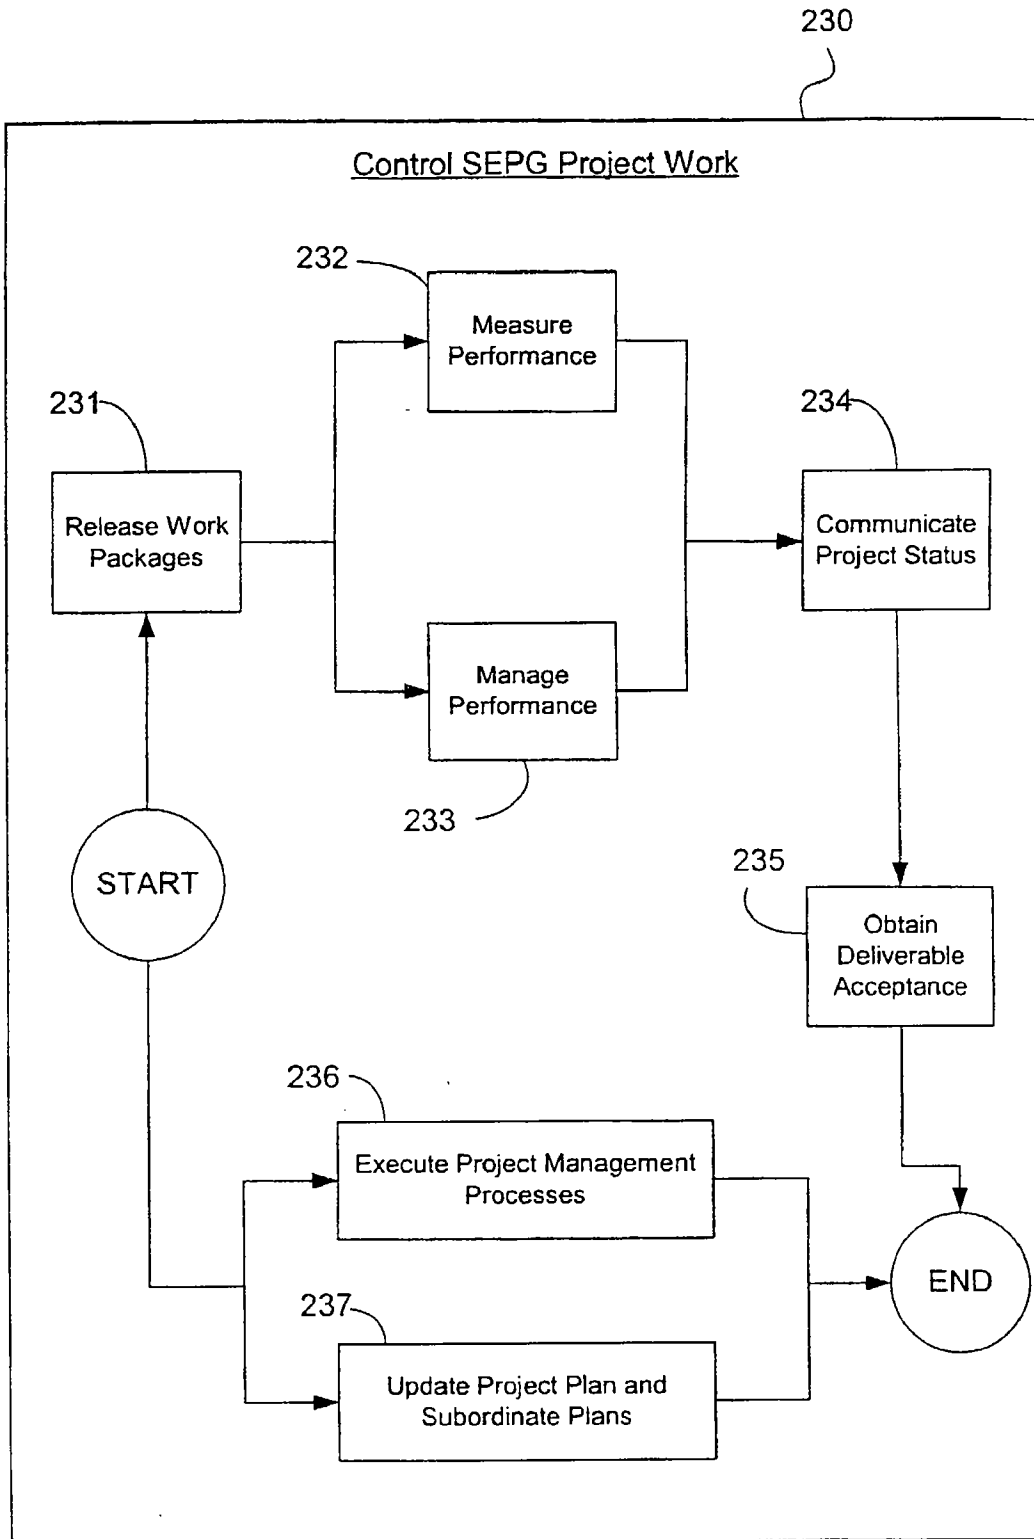 230
Control SEPG Project Work
232
Measure
Performance
231
Release Work
Packages
234
Communicate
Project Status
Manage
Performance
233
START
235
Obtain
Deliverable
Acceptance
236
Execute Project Management
Processes
END
237
Update Project Plan and
Subordinate Plans